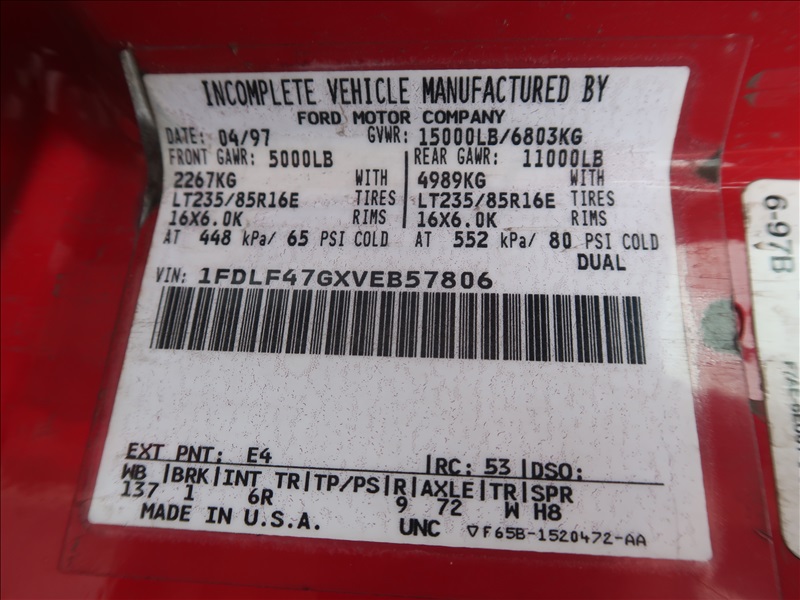 INCOMPLETE VEHICLE MANUFACTURED BY
FORD MOTOR COMPANY
DATE: 04/97 GVWR: 15000LB/6803KG
FRONT GAWR: 5000LB REAR GAWR: 11000LB
2267KG WITH 4989KG WITH
LT235/85R16E TIRES LT235/85R16E TIRES
16X6.0K RIMS 16X6.0K RIMS
AT 448 kPa/ 65 PSI COLD AT 552 kPa/ 80 PSI COLD
DUAL
VIN: 1FDLF47GXVEB57806
EXT PNT: E4 |RC: 53 |DSO:
WB |BRK|INT TR|TP/PS|R|AXLE|TR|SPR
137 1 6R 9 72 W H8
MADE IN U.S.A. UNC ▽F65B-1520472-AA
6-97B